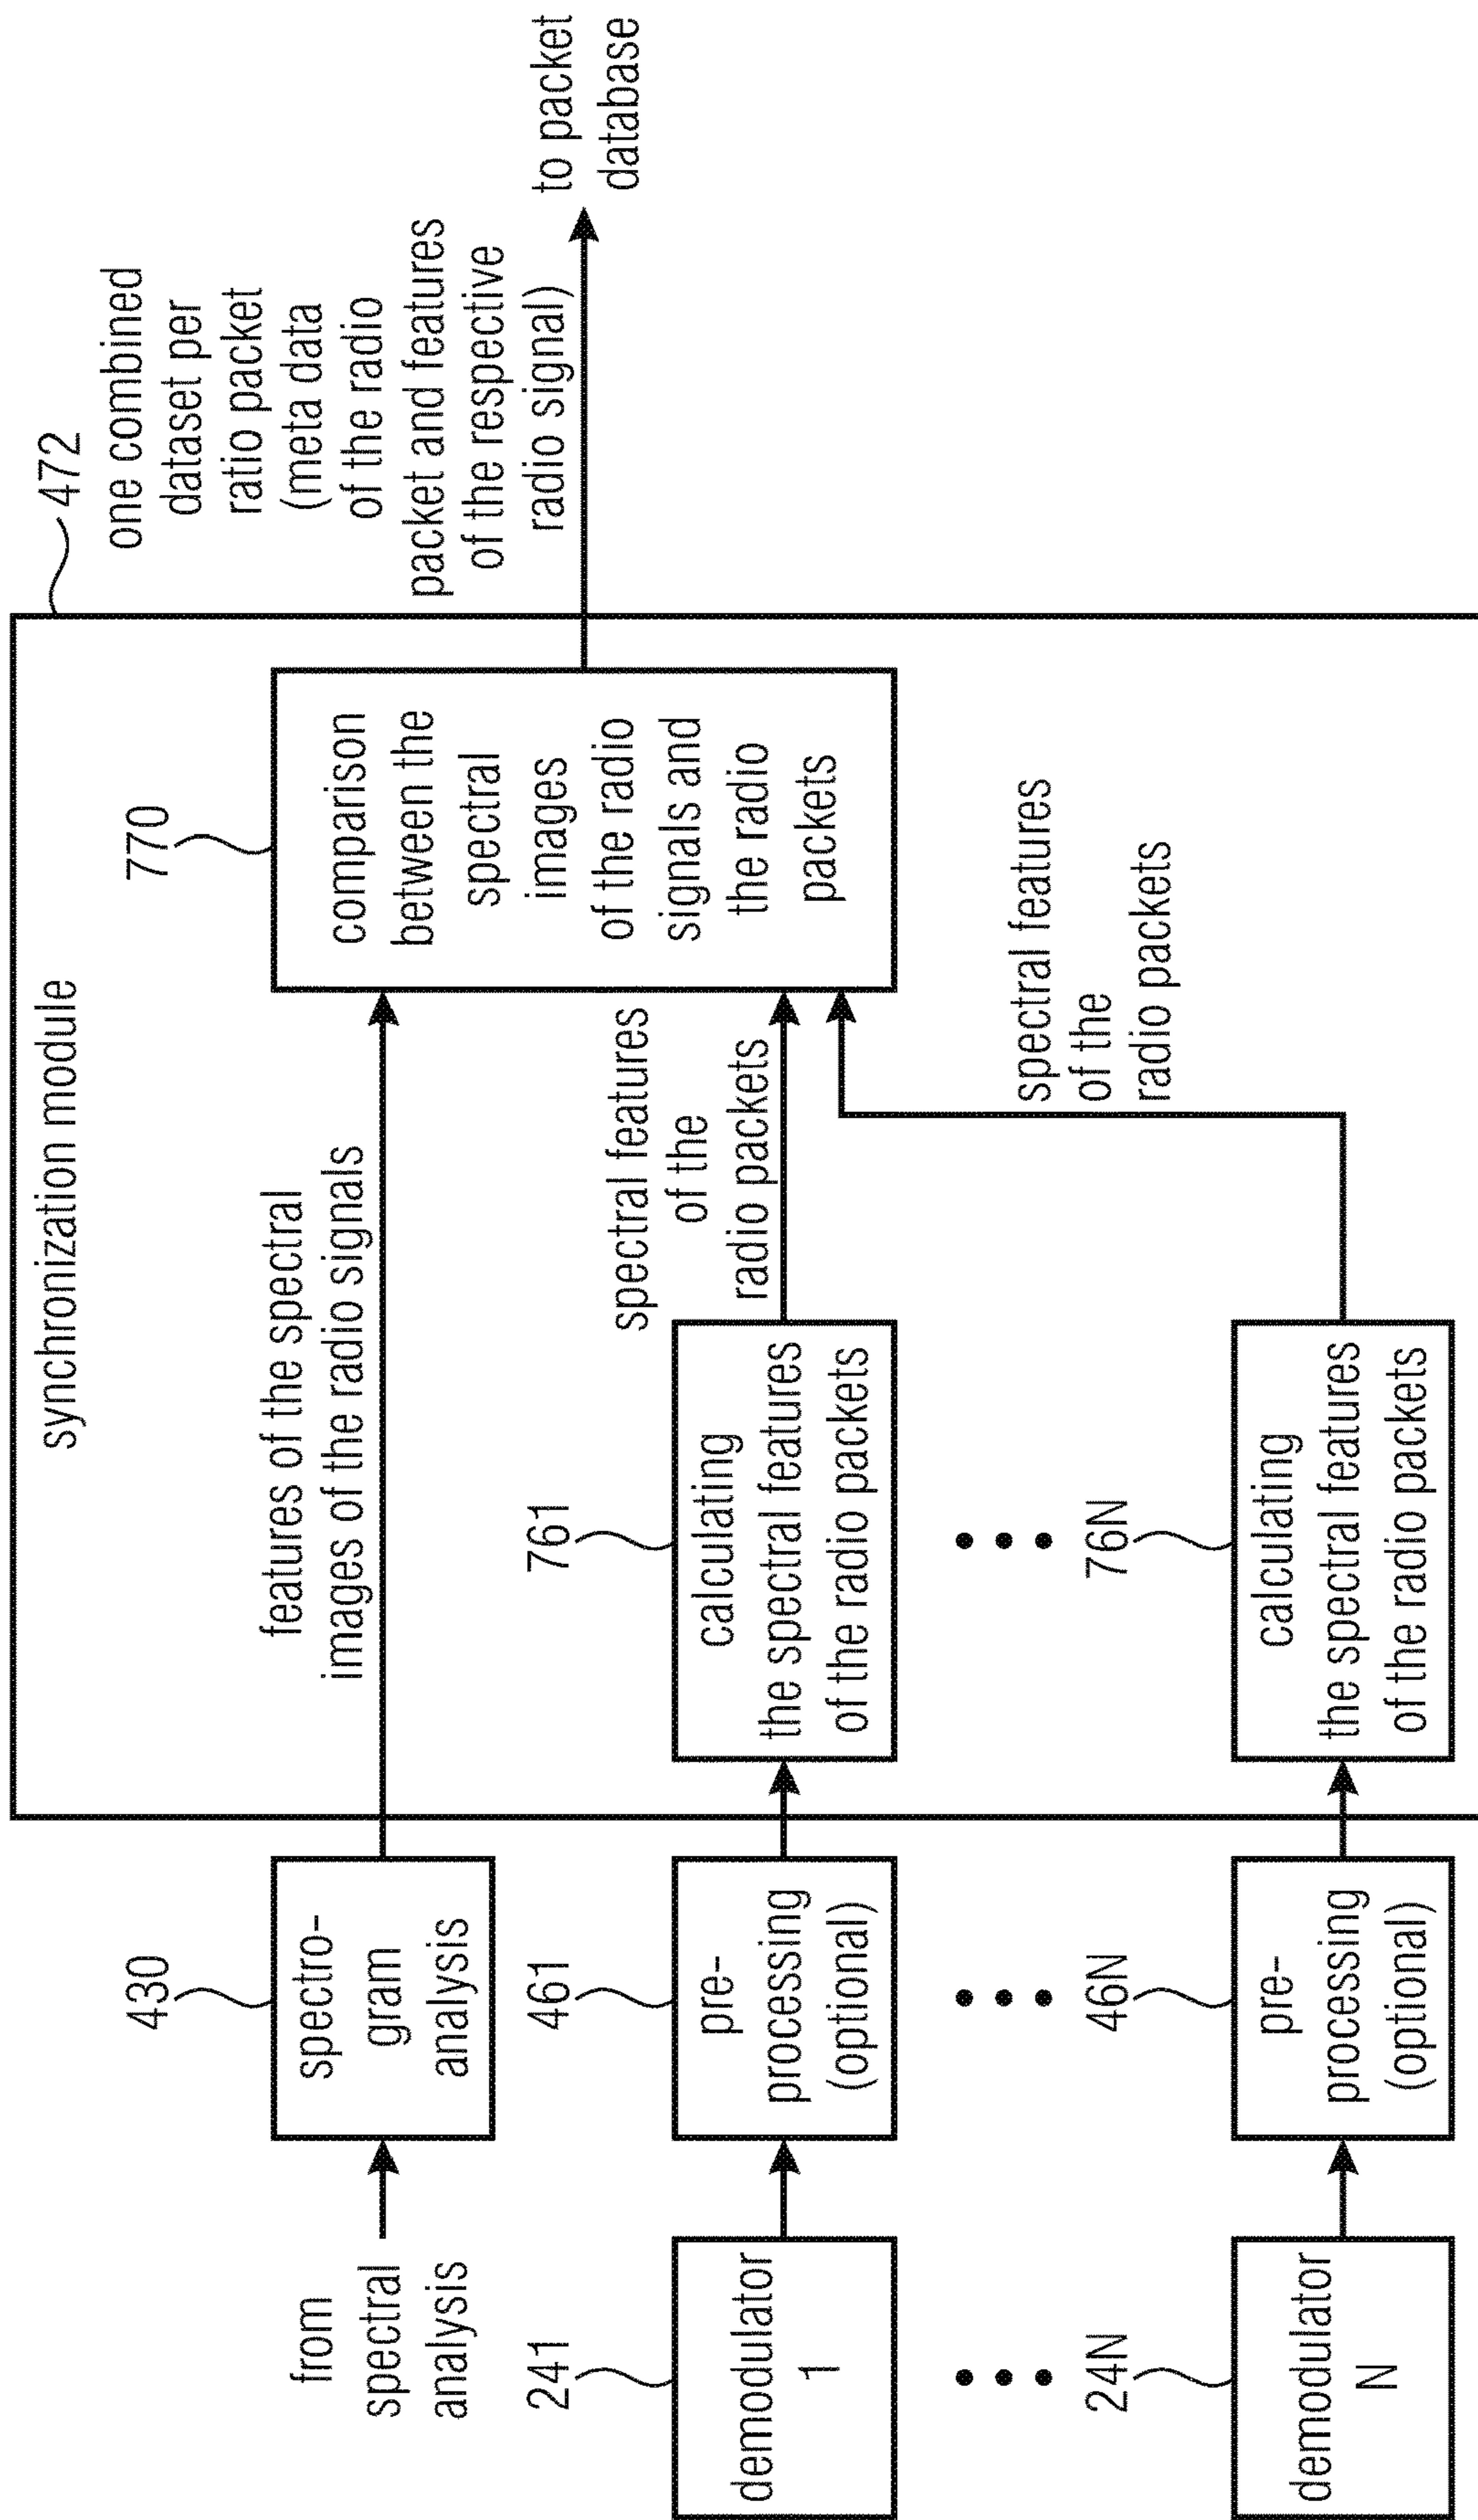 synchronization module
472
one combined
dataset per
ratio packet
(meta data
of the radio
packet and features
of the respective
radio signal)
to packet
database
430
from
spectral
analysis
spectro-
gram
analysis
features of the spectral
images of the radio signals
770
comparison
between the
spectral
images
of the radio
signals and
the radio
packets
241
demodulator
1
461
pre-
processing
(optional)
761
calculating
the spectral features
of the radio packets
spectral features
of the
radio packets
24N
demodulator
N
46N
pre-
processing
(optional)
76N
calculating
the spectral features
of the radio packets
spectral features
of the
radio packets